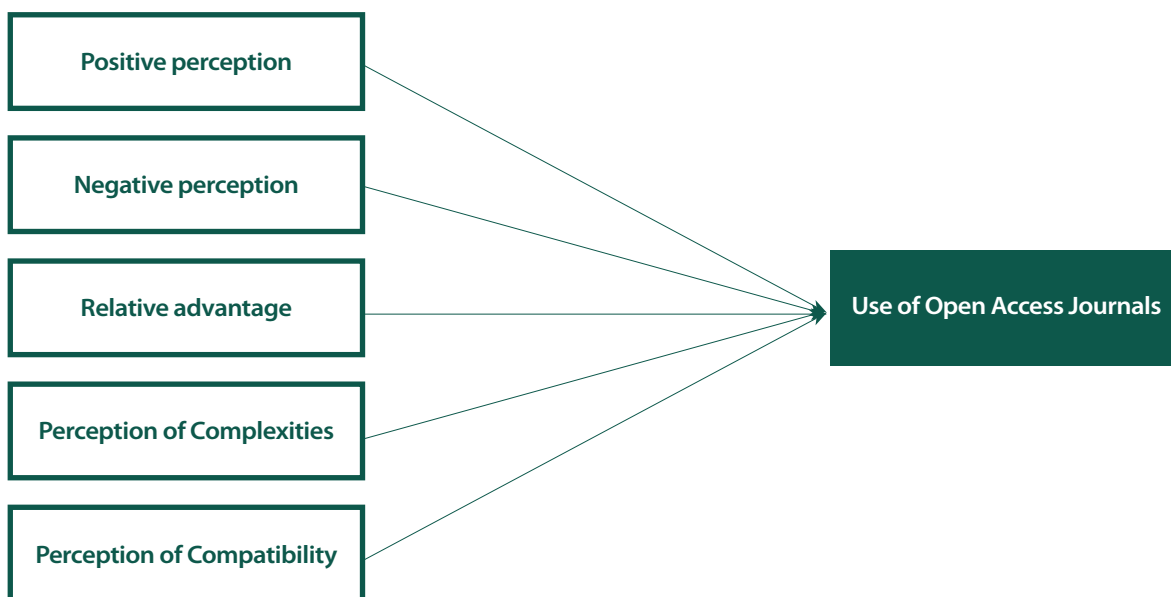 Positive perception
Negative perception
Relative advantage
Perception of Complexities
Perception of Compatibility
Use of Open Access Journals